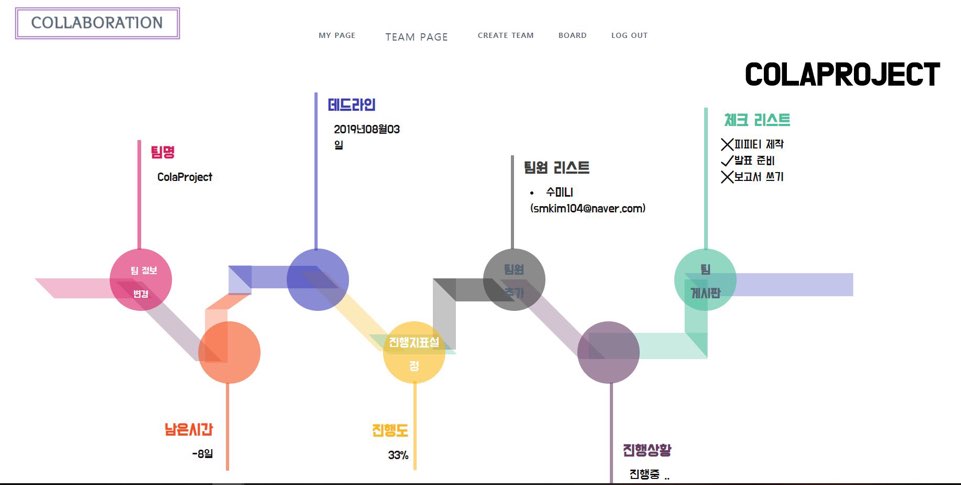 COLLABORATION
MY PAGE
TEAM PAGE
CREATE TEAM
BOARD
LOG OUT
COLAPROJECT
팀명
ColaProject
데드라인
2019년08월03
일
팀원 리스트
• 수미니
(smkim104@naver.com)
체크 리스트
피피티 제작
발표 준비
보고서 쓰기
팀 정보
변경
진행지표설
정
팀원
추가
팀
게시판
남은시간
-8일
진행도
33%
진행상황
진행중 ..